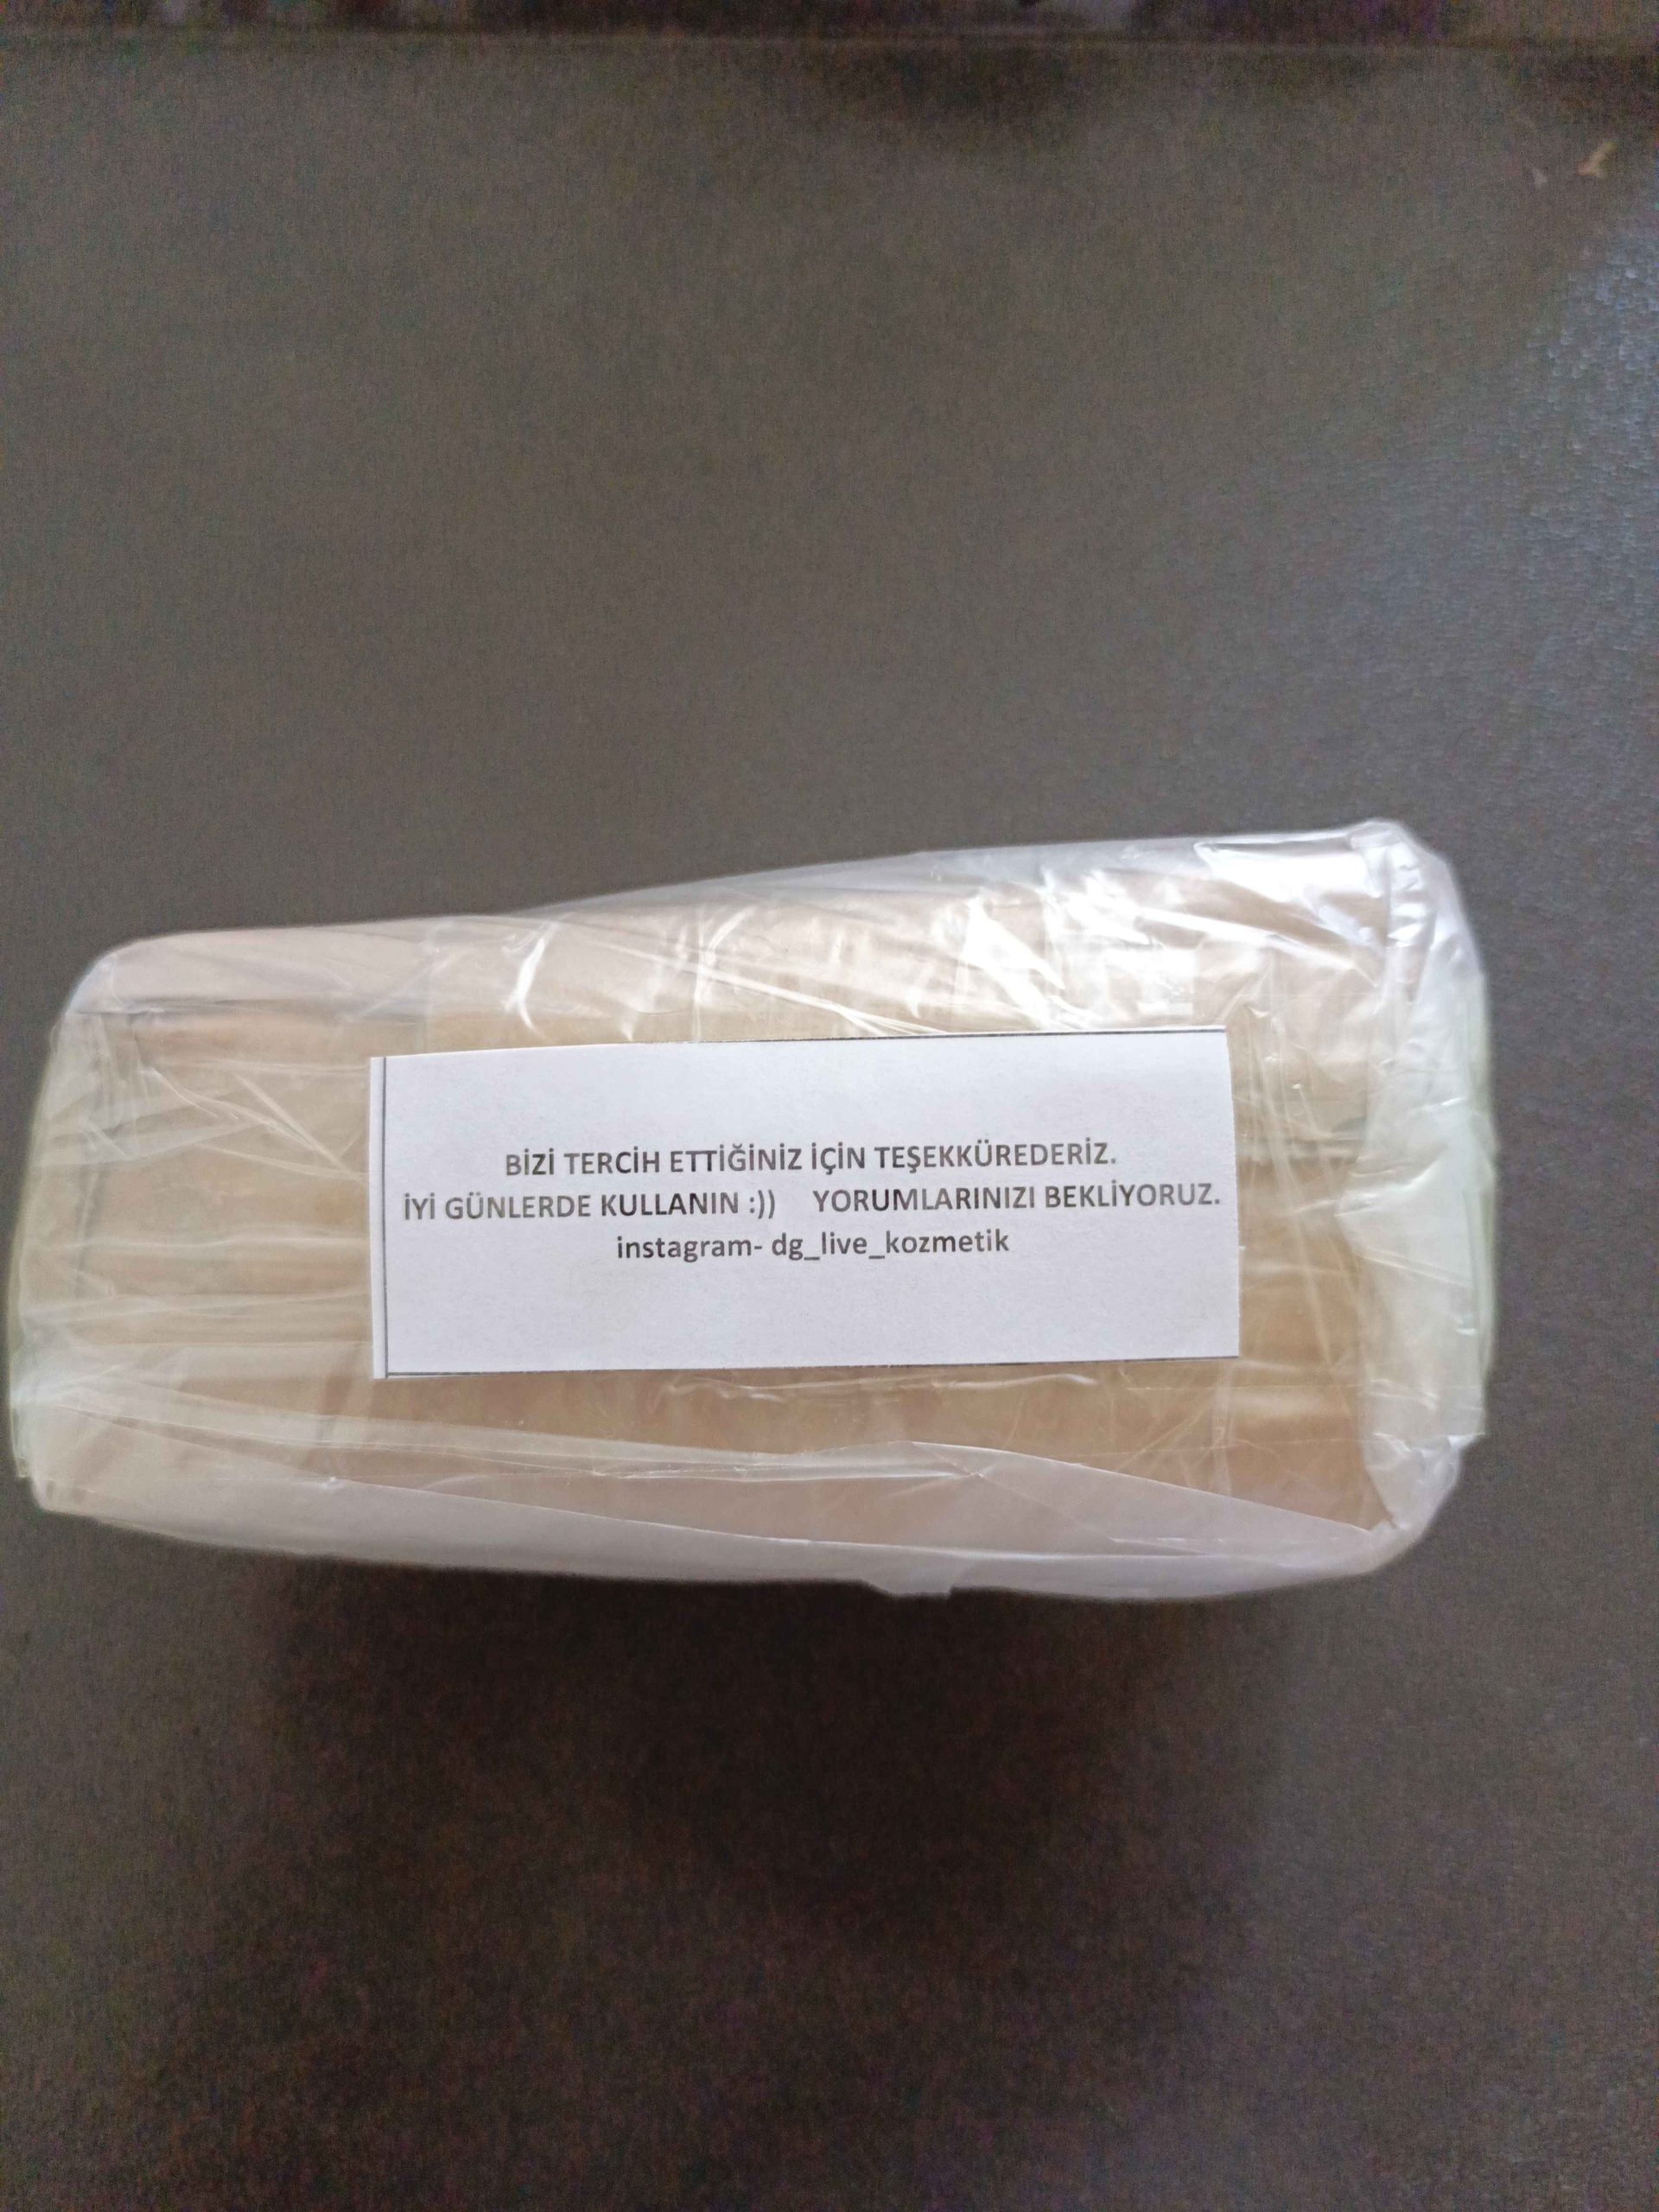 BİZİ TERCİH ETTİĞİNİZ İÇİN TEŞEKKÜREDERİZ.
İYİ GÜNLERDE KULLANIN :)) YORUMLARINIZI BEKLİYORUZ.
instagram- dg_live_kozmetik